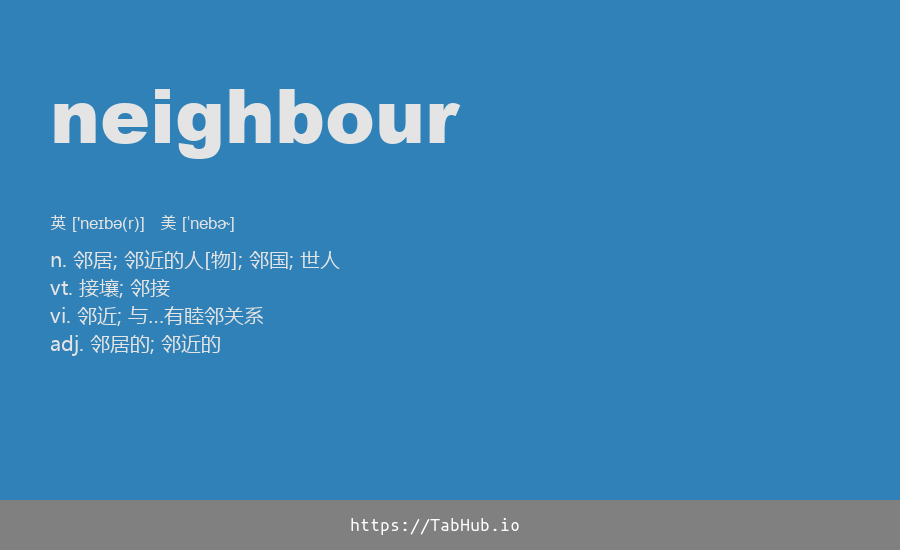 neighbour
英 ['neɪbə(r)] 美 ['nebɚ]
n. 邻居; 邻近的人[物]; 邻国; 世人
vt. 接壤; 邻接
vi. 邻近; 与...有睦邻关系
adj. 邻居的; 邻近的
https://TabHub.io